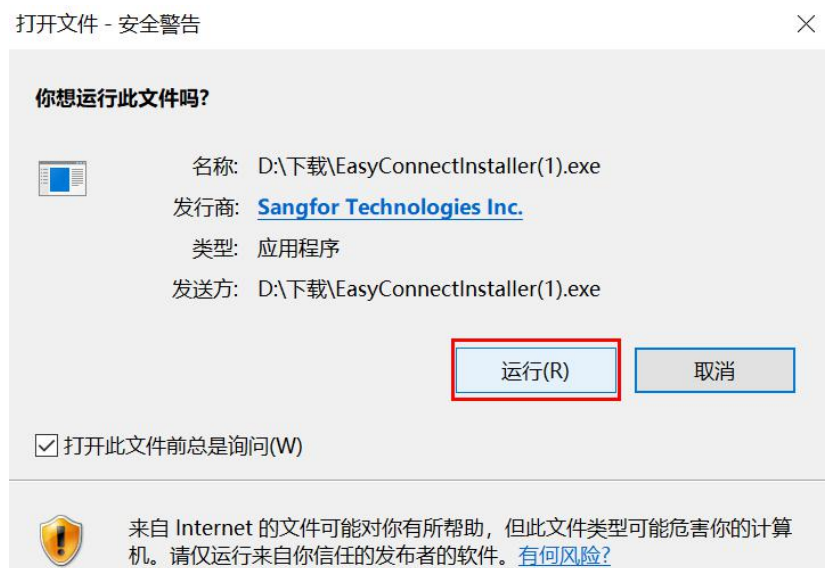 打开文件 - 安全警告
你想运行此文件吗?
名称: D:\下载\EasyConnectInstaller(1).exe
发行商: Sangfor Technologies Inc.
类型: 应用程序
发送方: D:\下载\EasyConnectInstaller(1).exe
运行(R) 取消
打开此文件前总是询问(W)
来自 Internet 的文件可能对你有所帮助，但此文件类型可能危害你的计算
机。请仅运行来自你信任的发布者的软件。有何风险?